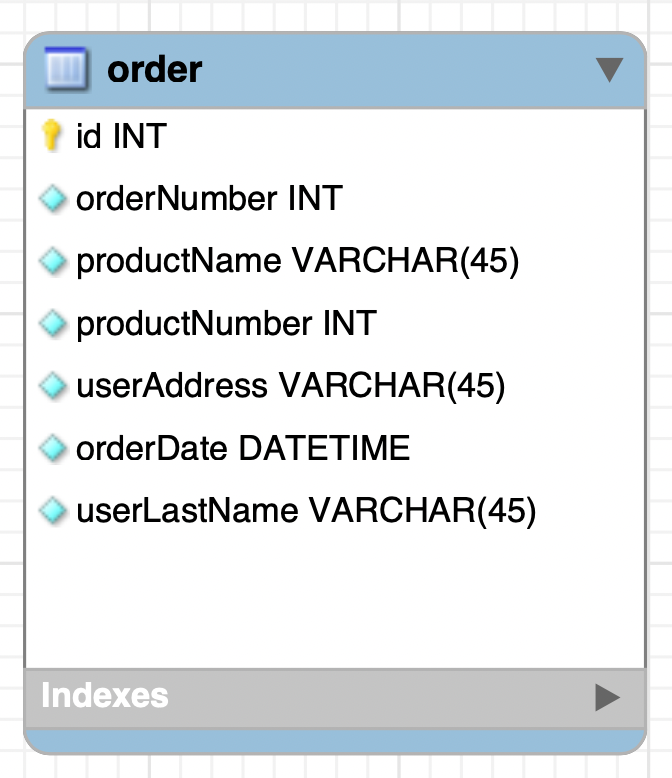 order
id INT
orderNumber INT
productName VARCHAR(45)
productNumber INT
userAddress VARCHAR(45)
orderDate DATETIME
userLastName VARCHAR(45)
Indexes